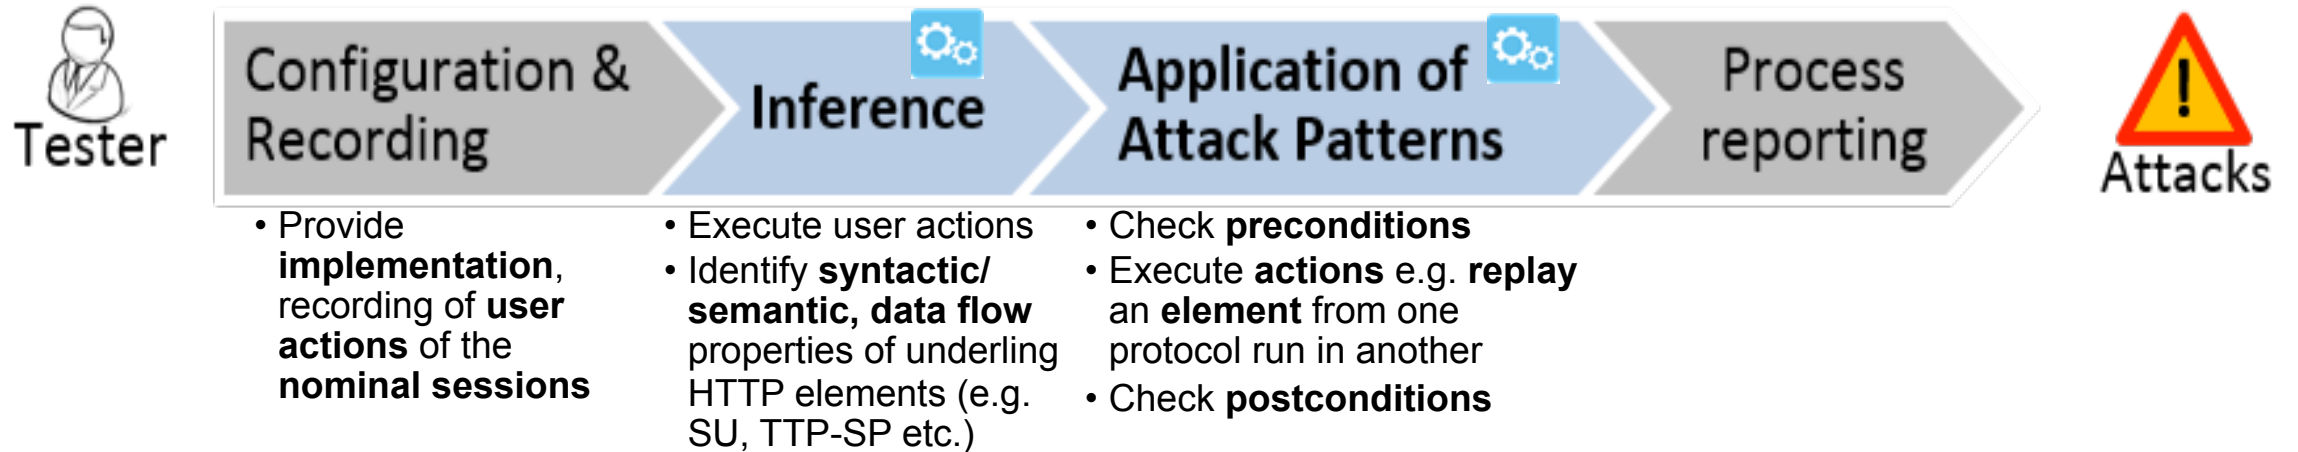 Tester
Configuration &
Recording
Inference
Application of
Attack Patterns
Process
reporting
!
Attacks
• Provide
implementation,
recording of user
actions of the
nominal sessions
• Execute user actions
• Identify syntactic/
semantic, data flow
properties of underling
HTTP elements (e.g.
SU, TTP-SP etc.)
• Check preconditions
• Execute actions e.g. replay
an element from one
protocol run in another
• Check postconditions